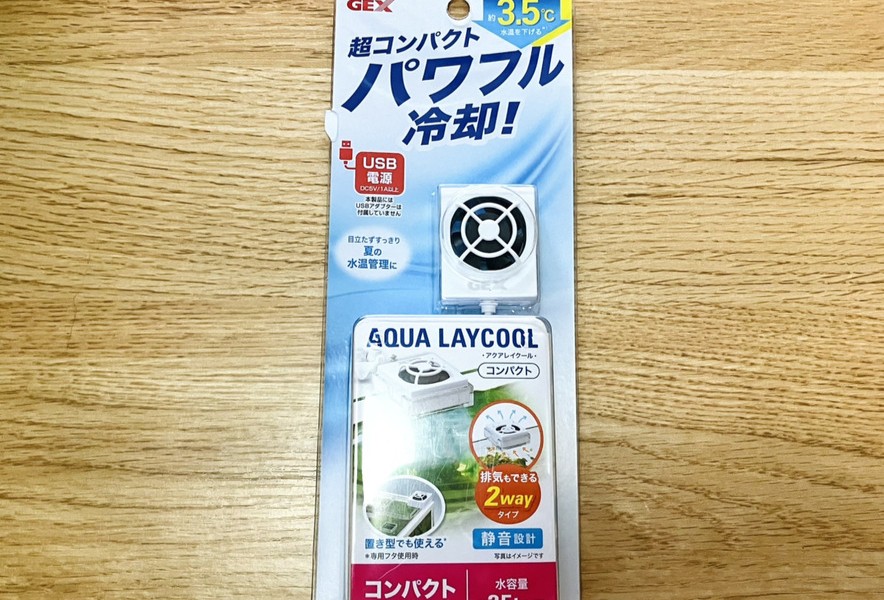 GEX
約3.5℃
水温を下げる*
超コンパクト
パワフル
冷却!
USB
電源
DC5V/1A以上
本製品には
USBアダプターは
付属していません
目立たずすっきり
夏の
水温管理に
GEX
AQUA LAYCOOL
・アクアレイクール・
コンパクト
排気もできる
2way
タイプ
置き型でも使える*
*専用フタ使用時
静音設計
写真はイメージです
コンパクト
水容量